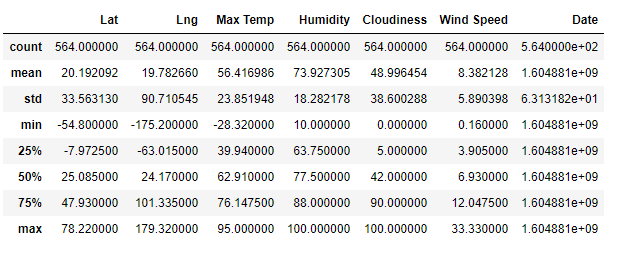 Lat Lng Max Temp Humidity Cloudiness Wind Speed Date
count 564.000000 564.000000 564.000000 564.000000 564.000000 564.000000 5.640000e+02
mean 20.192092 19.782660 56.416986 73.927305 48.996454 8.382128 1.604881e+09
std 33.563130 90.710545 23.851948 18.282178 38.600288 5.890398 6.313182e+01
min -54.800000 -175.200000 -28.320000 10.000000 0.000000 0.160000 1.604881e+09
25% -7.972500 -63.015000 39.940000 63.750000 5.000000 3.905000 1.604881e+09
50% 25.085000 24.170000 62.910000 77.500000 42.000000 6.930000 1.604881e+09
75% 47.930000 101.335000 76.147500 88.000000 90.000000 12.047500 1.604881e+09
max 78.220000 179.320000 95.000000 100.000000 100.000000 33.330000 1.604881e+09